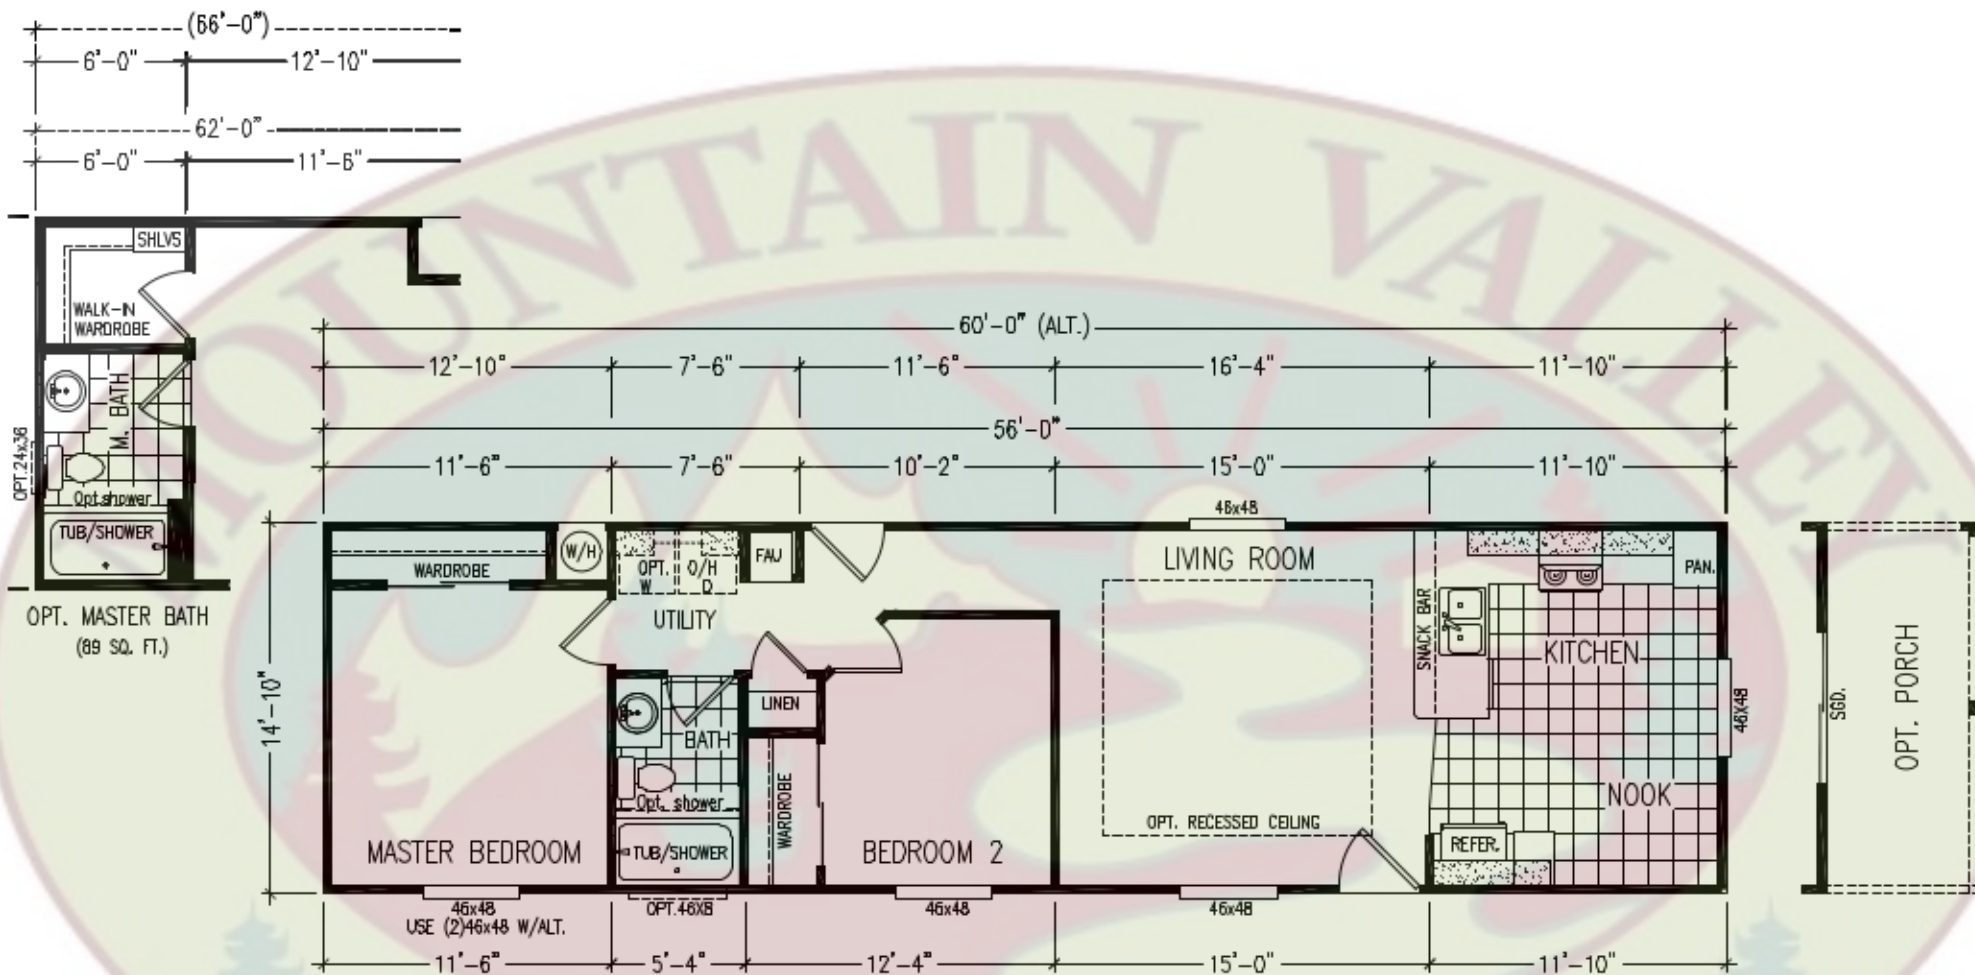 (66'-0")
6'-0" 12'-10"
62'-0"
6'-0" 11'-6"
SHLVS
WALK-IN
WARDROBE
M. BATH
OPT.24x36
Opt.shower
TUB/SHOWER
OPT. MASTER BATH
(89 SQ. FT.)
MOUNTAIN VALLEY
60'-0" (ALT.)
12'-10" 7'-6" 11'-6" 16'-4" 11'-10"
56'-0"
11'-6" 7'-6" 10'-2" 15'-0" 11'-10"
14'-10"
46x48
WARDROBE
W/H
OPT. O/H
W D
FAU
UTILITY
LIVING ROOM
PAN.
SNACK BAR
KITCHEN
LINEN
BATH
46x48
SGD.
OPT. PORCH
NOOK
Opt. shower
WARDROBE
OPT. RECESSED CEILING
MASTER BEDROOM
TUB/SHOWER
BEDROOM 2
REFER.
46x48
OPT.46X8
46x48
46x48
USE (2)46x48 W/ALT.
11'-6" 5'-4" 12'-4" 15'-0" 11'-10"